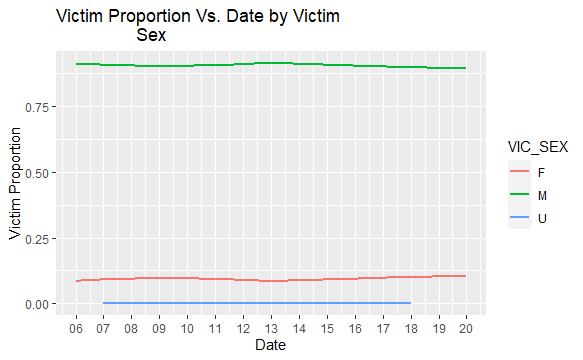 Victim Proportion Vs. Date by Victim
Sex
Victim Proportion
0.75
0.50
0.25
0.00
06 07 08 09 10 11 12 13 14 15 16 17 18 19 20
Date
VIC_SEX
F
M
U